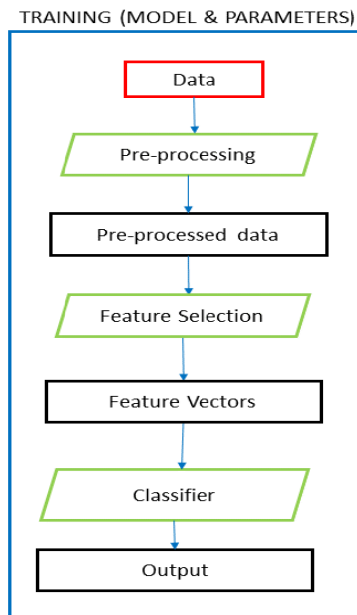 TRAINING (MODEL & PARAMETERS)
Data
Pre-processing
Pre-processed data
Feature Selection
Feature Vectors
Classifier
Output